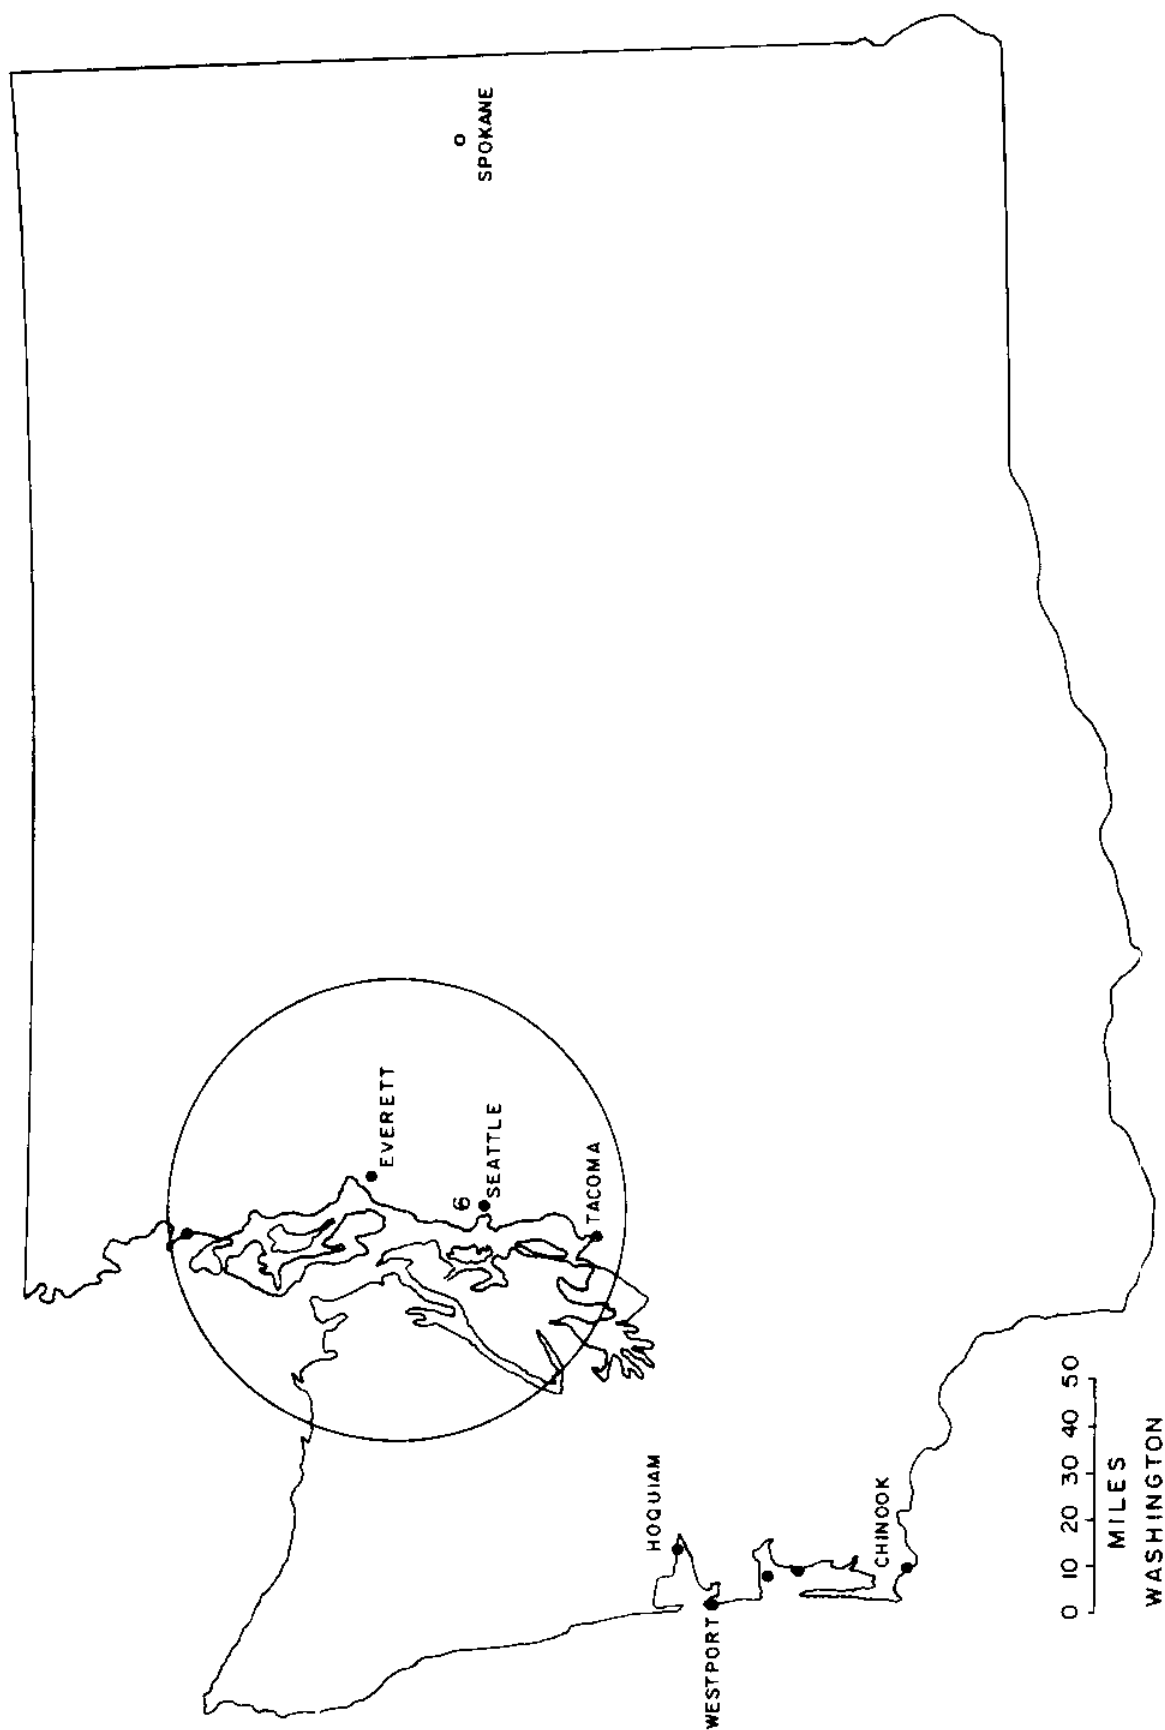 SPOKANE
EVERETT
6
SEATTLE
TACOMA
HOQUIAM
WESTPORT
CHINOOK
0 10 20 30 40 50
MILES
WASHINGTON